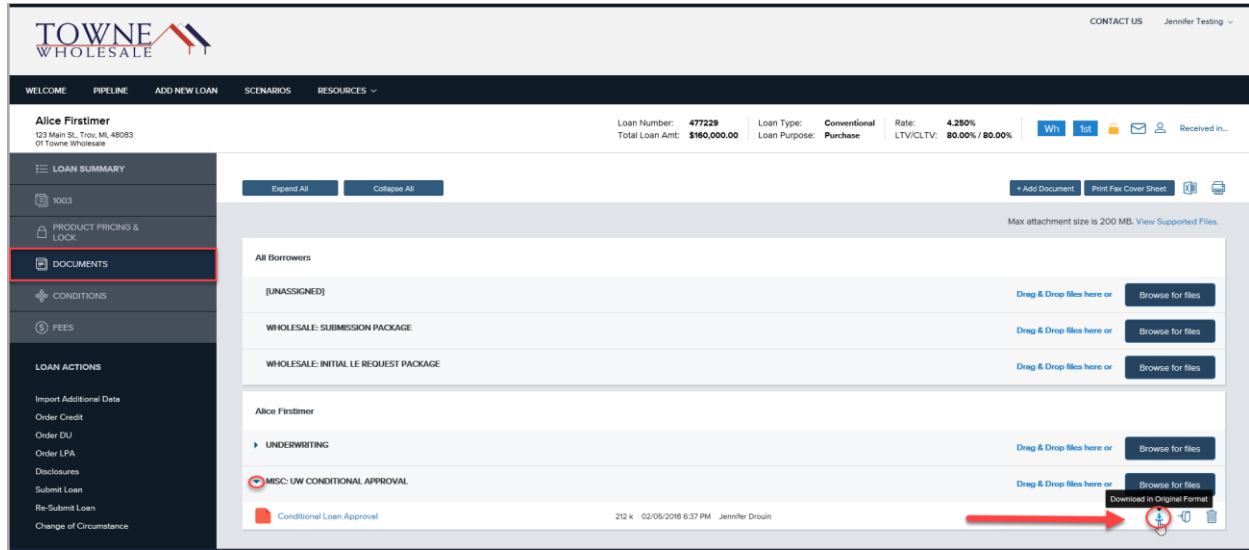 TOWNE
WHOLESALE
CONTACT US Jennifer Testing
WELCOME PIPELINE ADD NEW LOAN SCENARIOS RESOURCES
Alice Firstimer
123 Main St., Troy, MI, 48083
01 Towne Wholesale
Loan Number: 477229 Loan Type: Conventional Rate: 4.250%
Total Loan Amt: $160,000.00 Loan Purpose: Purchase LTV/CLTV: 80.00% / 80.00%
Wh 1st Received in...
LOAN SUMMARY
1003
PRODUCT PRICING &
LOCK
DOCUMENTS
CONDITIONS
FEES
LOAN ACTIONS
Import Additional Data
Order Credit
Order DU
Order LPA
Disclosures
Submit Loan
Re-Submit Loan
Change of Circumstance
Expand All Collapse All + Add Document Print Fax Cover Sheet
Max attachment size is 200 MB. View Supported Files.
All Borrowers
[UNASSIGNED] Drag & Drop files here or Browse for files
WHOLESALE: SUBMISSION PACKAGE Drag & Drop files here or Browse for files
WHOLESALE: INITIAL LE REQUEST PACKAGE Drag & Drop files here or Browse for files
Alice Firstimer
UNDERWRITING Drag & Drop files here or Browse for files
MISC: UW CONDITIONAL APPROVAL Drag & Drop files here or Browse for files
Download in Original Format
Conditional Loan Approval 212 k 02/05/2018 6:37 PM Jennifer Drouin